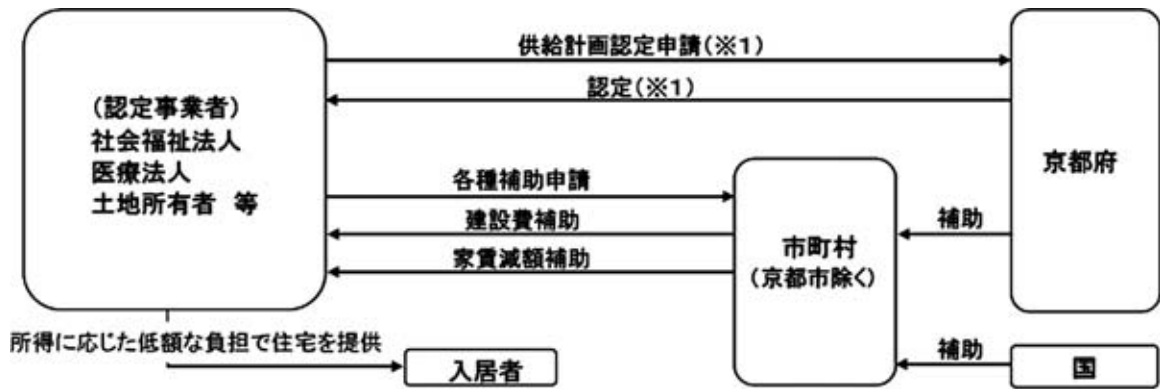 供給計画認定申請(※1)
認定(※1)
(認定事業者)
社会福祉法人
医療法人
土地所有者 等
京都府
各種補助申請
建設費補助
家賃減額補助
市町村
(京都市除く)
補助
所得に応じた低額な負担で住宅を提供
入居者
補助
国